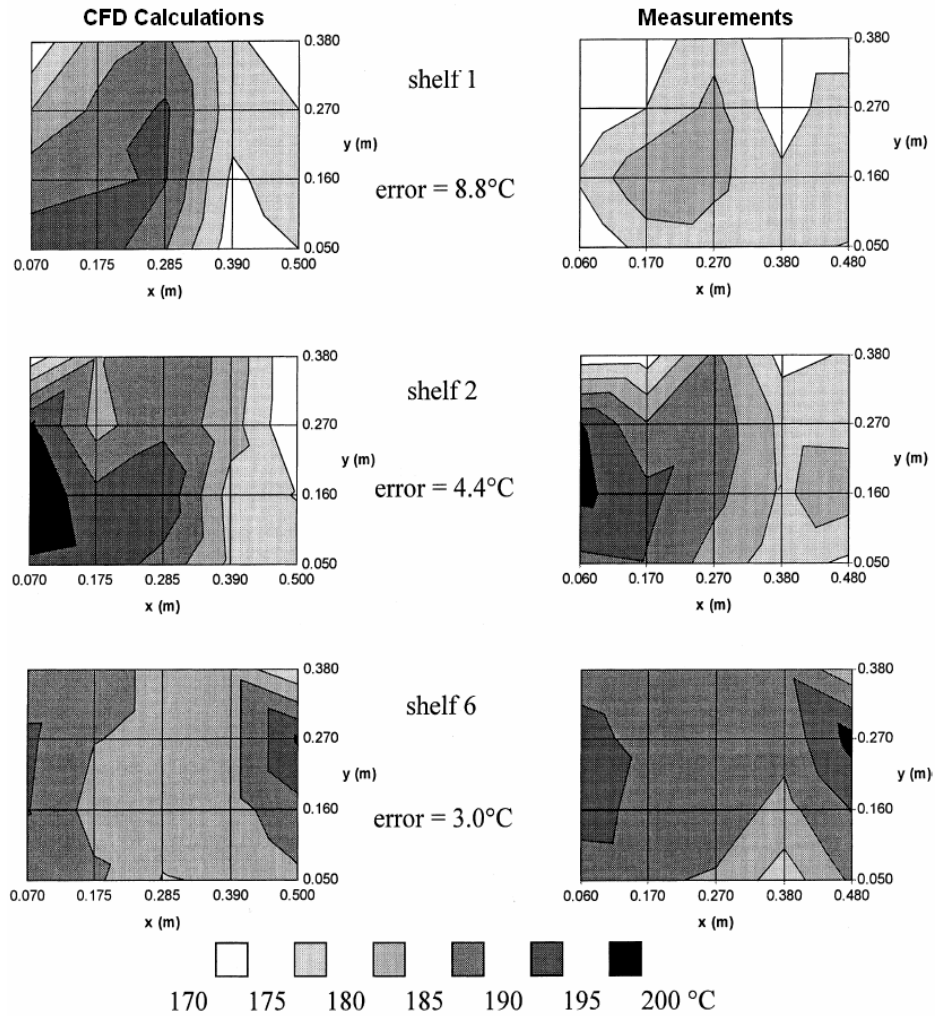 CFD Calculations
Measurements
0.380
0.270
y (m)
0.160
0.050
0.070 0.175 0.285 0.390 0.500
x (m)
shelf 1
error = 8.8°C
0.380
0.270
y (m)
0.160
0.050
0.060 0.170 0.270 0.380 0.480
x (m)
0.380
0.270
y (m)
0.160
0.050
0.070 0.175 0.285 0.390 0.500
x (m)
shelf 2
error = 4.4°C
0.380
0.270
y (m)
0.160
0.050
0.060 0.170 0.270 0.380 0.480
x (m)
0.380
0.270
y (m)
0.160
0.050
0.070 0.175 0.285 0.390 0.500
x (m)
shelf 6
error = 3.0°C
0.380
0.270
y (m)
0.160
0.050
0.060 0.170 0.270 0.380 0.480
x (m)
170 175 180 185 190 195 200 °C